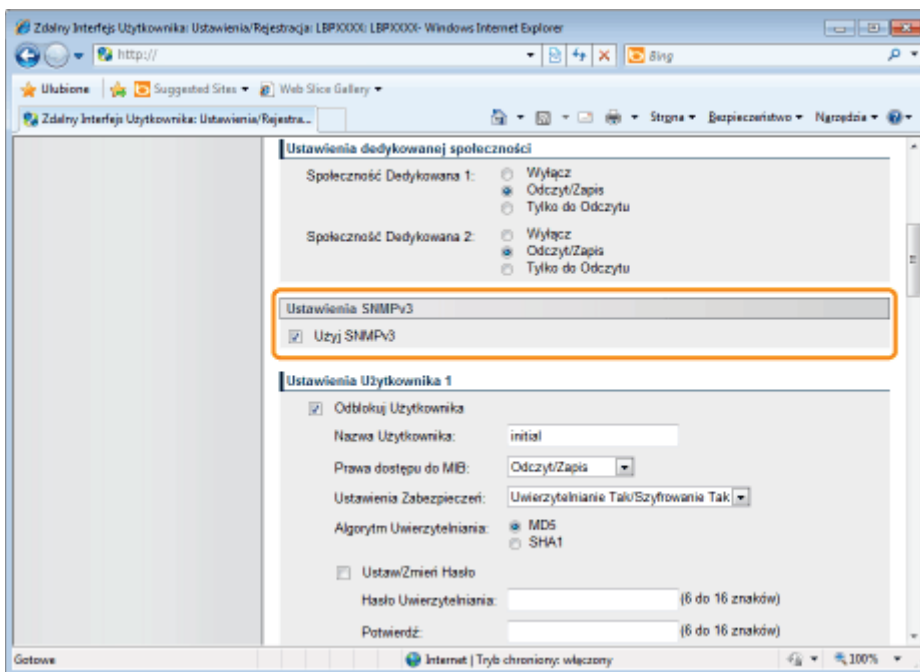 Zdalny Interfejs Użytkownika: Ustawienia/Rejestracja: LBPXXXX: LBPXXXX- Windows Internet Explorer
http:// Bing
Ulubione Suggested Sites Web Slice Gallery
Zdalny Interfejs Użytkownika: Ustawienia/Rejestra... Strona Bezpieczeństwo Narzędzia
Ustawienia dedykowanej społeczności
Społeczność Dedykowana 1: Wyłącz
Odczyt/Zapis
Tylko do Odczytu
Społeczność Dedykowana 2: Wyłącz
Odczyt/Zapis
Tylko do Odczytu
Ustawienia SNMPv3
Użyj SNMPv3
Ustawienia Użytkownika 1
Odblokuj Użytkownika
Nazwa Użytkownika: initial
Prawa dostępu do MIB: Odczyt/Zapis
Ustawienia Zabezpieczeń: Uwierzytelnianie Tak/Szyfrowanie Tak
Algorytm Uwierzytelniania: MD5
SHA1
Ustaw/Zmień Hasło
Hasło Uwierzytelniania: (6 do 16 znaków)
Potwierdź: (6 do 16 znaków)
Gotowe Internet | Tryb chroniony: włączony 100%